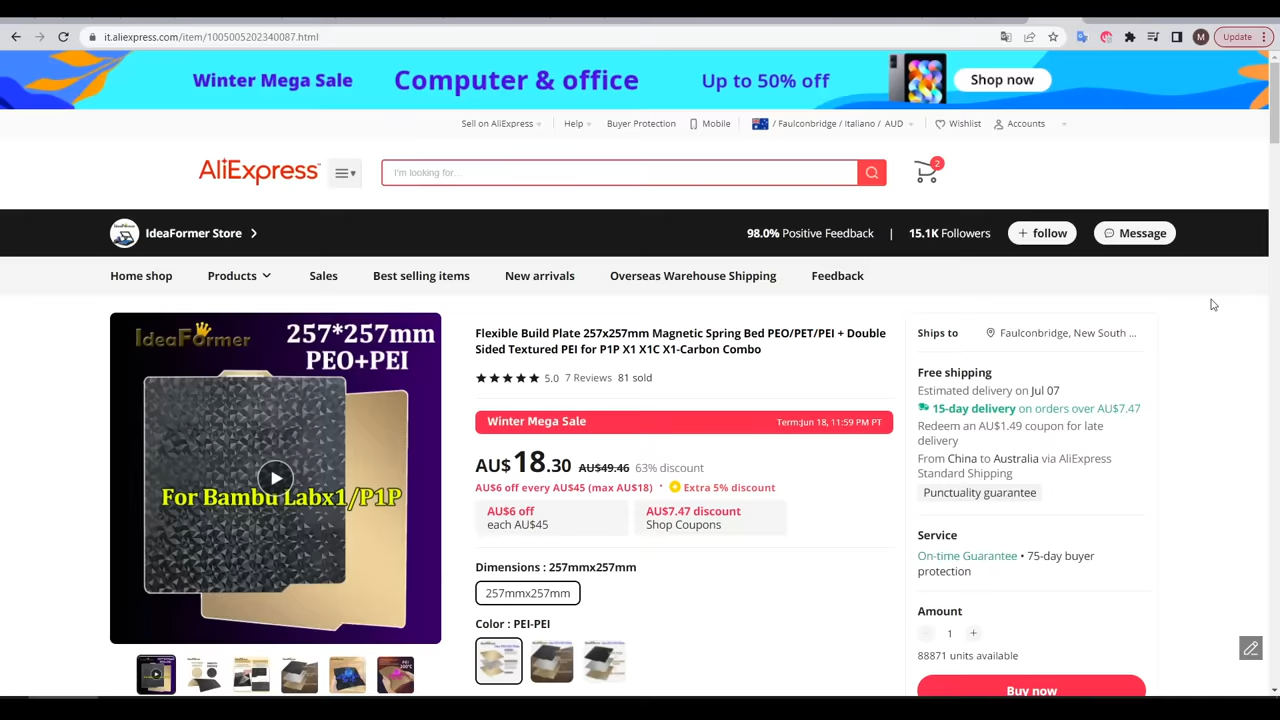 it.aliexpress.com/item/1005005202340087.html
M
Update
Winter Mega Sale Computer & office Up to 50% off Shop now
Sell on AliExpress Help Buyer Protection Mobile / Faulconbridge / Italiano / AUD Wishlist Accounts
AliExpress I'm looking for... 2
IdeaFormer Store 98.0% Positive Feedback | 15.1K Followers + follow Message
Home shop Products Sales Best selling items New arrivals Overseas Warehouse Shipping Feedback
IdeaFormer 257*257mm
PEO+PEI
For Bambu Labx1/P1P
Flexible Build Plate 257x257mm Magnetic Spring Bed PEO/PET/PEI + Double
Sided Textured PEI for P1P X1 X1C X1-Carbon Combo
5.0 7 Reviews 81 sold
Winter Mega Sale Term:Jun 18, 11:59 PM PT
AU$18.30 AU$49.46 63% discount
AU$6 off every AU$45 (max AU$18) • Extra 5% discount
AU$6 off
each AU$45
AU$7.47 discount
Shop Coupons
Dimensions : 257mmx257mm
257mmx257mm
Color : PEI-PEI
Ships to Faulconbridge, New South ...
Free shipping
Estimated delivery on Jul 07
15-day delivery on orders over AU$7.47
Redeem an AU$1.49 coupon for late
delivery
From China to Australia via AliExpress
Standard Shipping
Punctuality guarantee
Service
On-time Guarantee • 75-day buyer
protection
Amount
- 1 +
88871 units available
Buy now